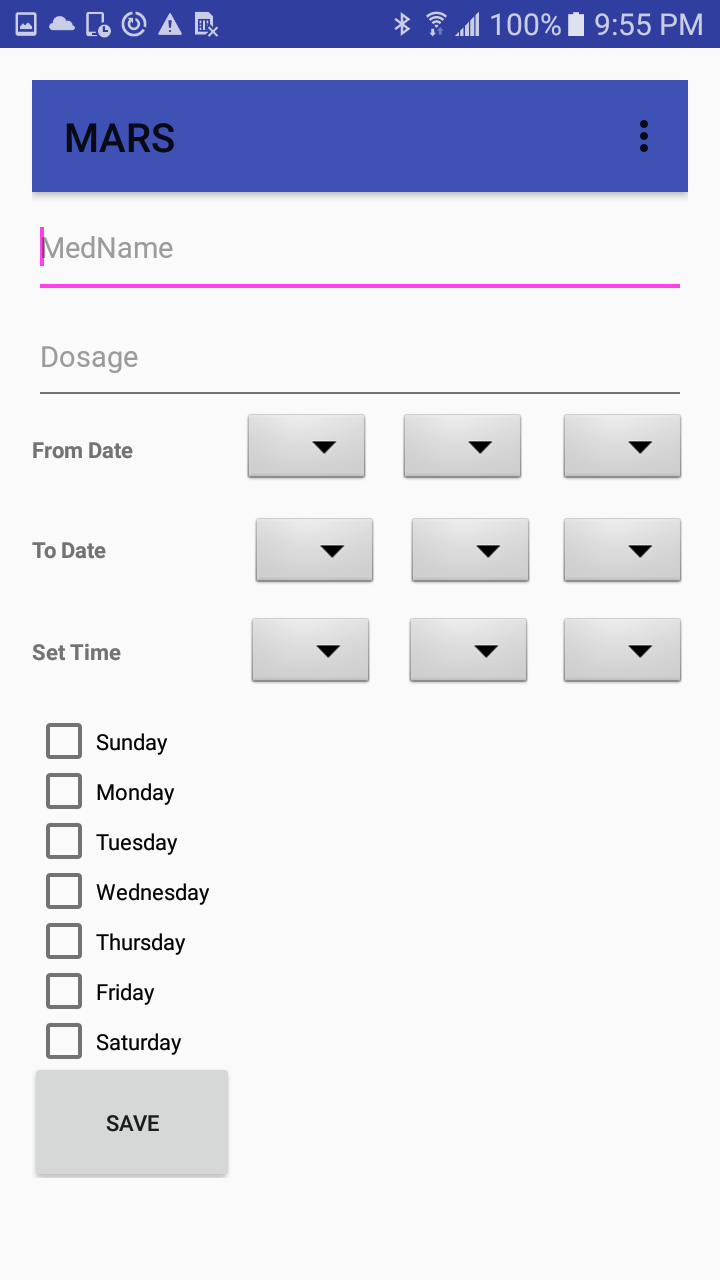 100% 9:55 PM
MARS
MedName
Dosage
From Date
To Date
Set Time
Sunday
Monday
Tuesday
Wednesday
Thursday
Friday
Saturday
SAVE